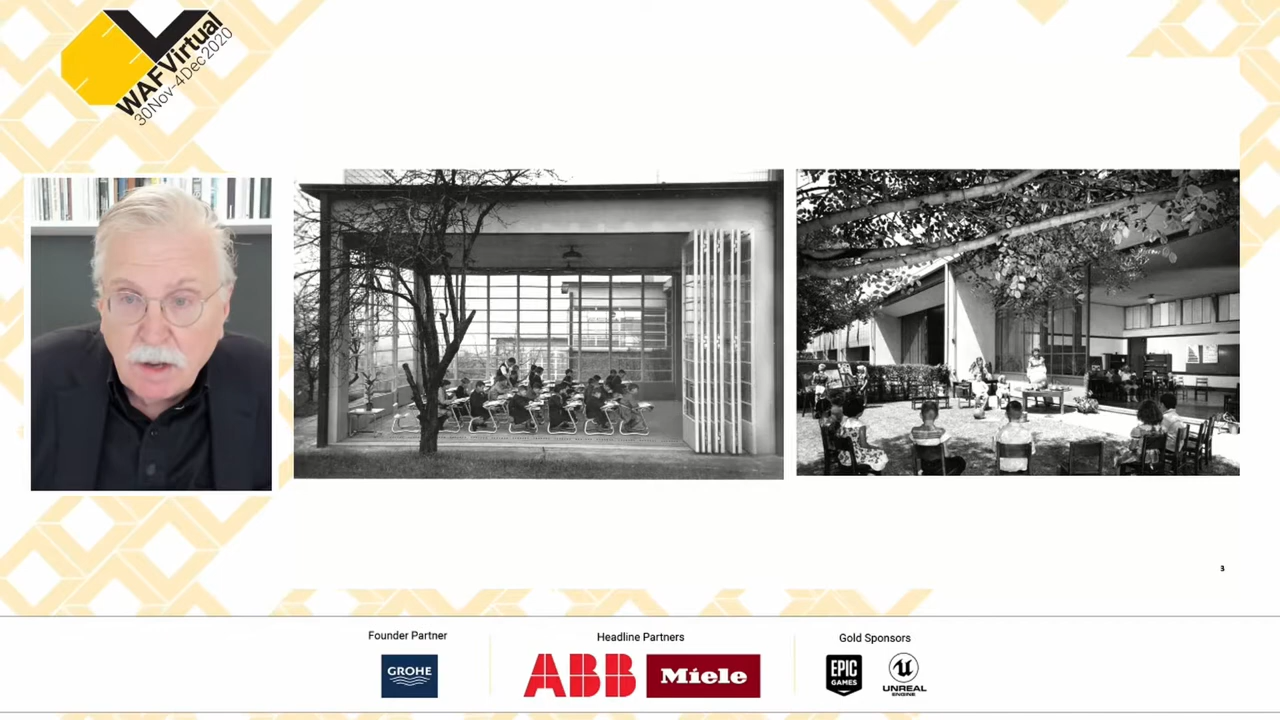 WAFVirtual
30Nov-4Dec2020
3
Founder Partner
Headline Partners
Gold Sponsors
GROHE
ABB
Miele
EPIC
GAMES
UNREAL
ENGINE